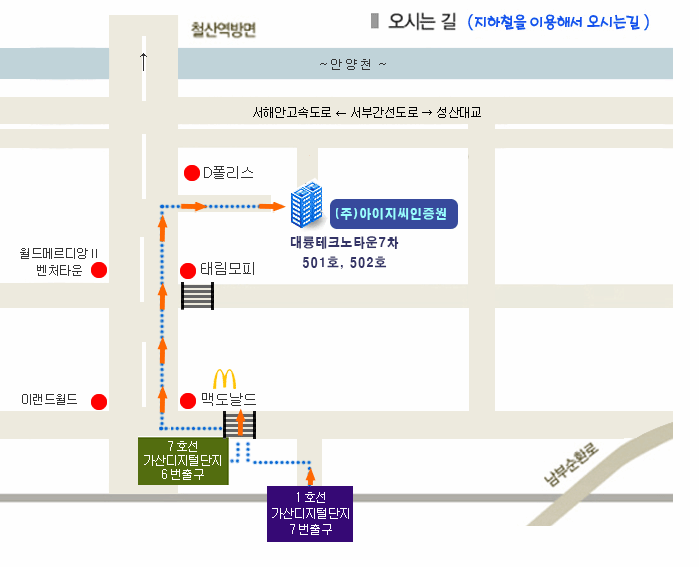 철산역방면
오시는 길 (지하철을 이용해서 오시는길)
~ 안양천 ~
서해안고속도로 ← 서부간선도로 → 성산대교
D폴리스
(주)아이지씨인증원
대륭테크노타운7차
501호, 502호
월드메르디앙Ⅱ
벤처타운
태림모피
이랜드월드
맥도날드
7 호선
가산디지털단지
6 번출구
남부순환로
1 호선
가산디지털단지
7 번출구